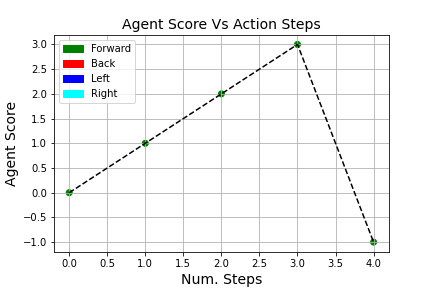 Agent Score Vs Action Steps
Forward
Back
Left
Right
3.0
2.5
2.0
1.5
1.0
0.5
0.0
−0.5
−1.0
Agent Score
0.0 0.5 1.0 1.5 2.0 2.5 3.0 3.5 4.0
Num. Steps